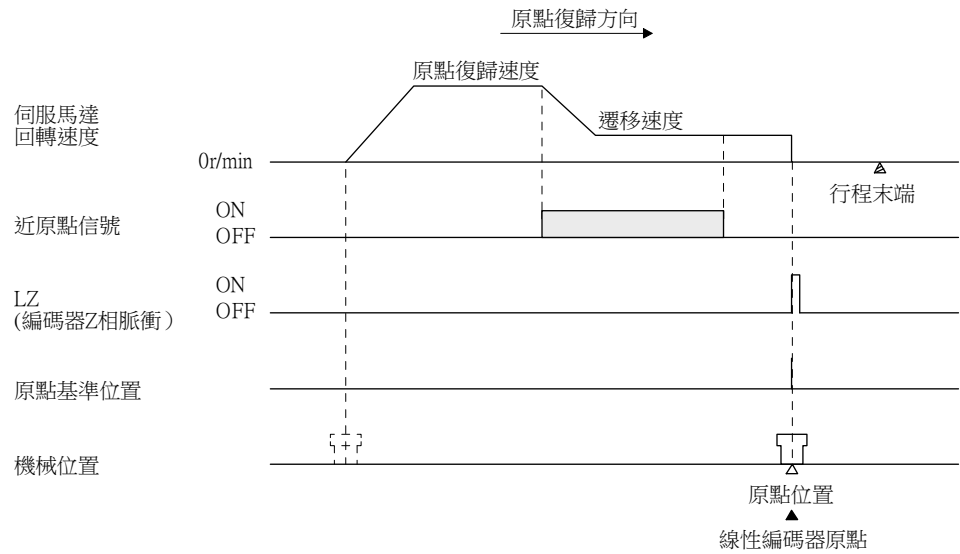 原點復歸方向
原點復歸速度
伺服馬達
回轉速度
遷移速度
0r/min
行程末端
近原點信號
ON
OFF
LZ
(編碼器Z相脈衝）
ON
OFF
原點基準位置
機械位置
原點位置
線性編碼器原點